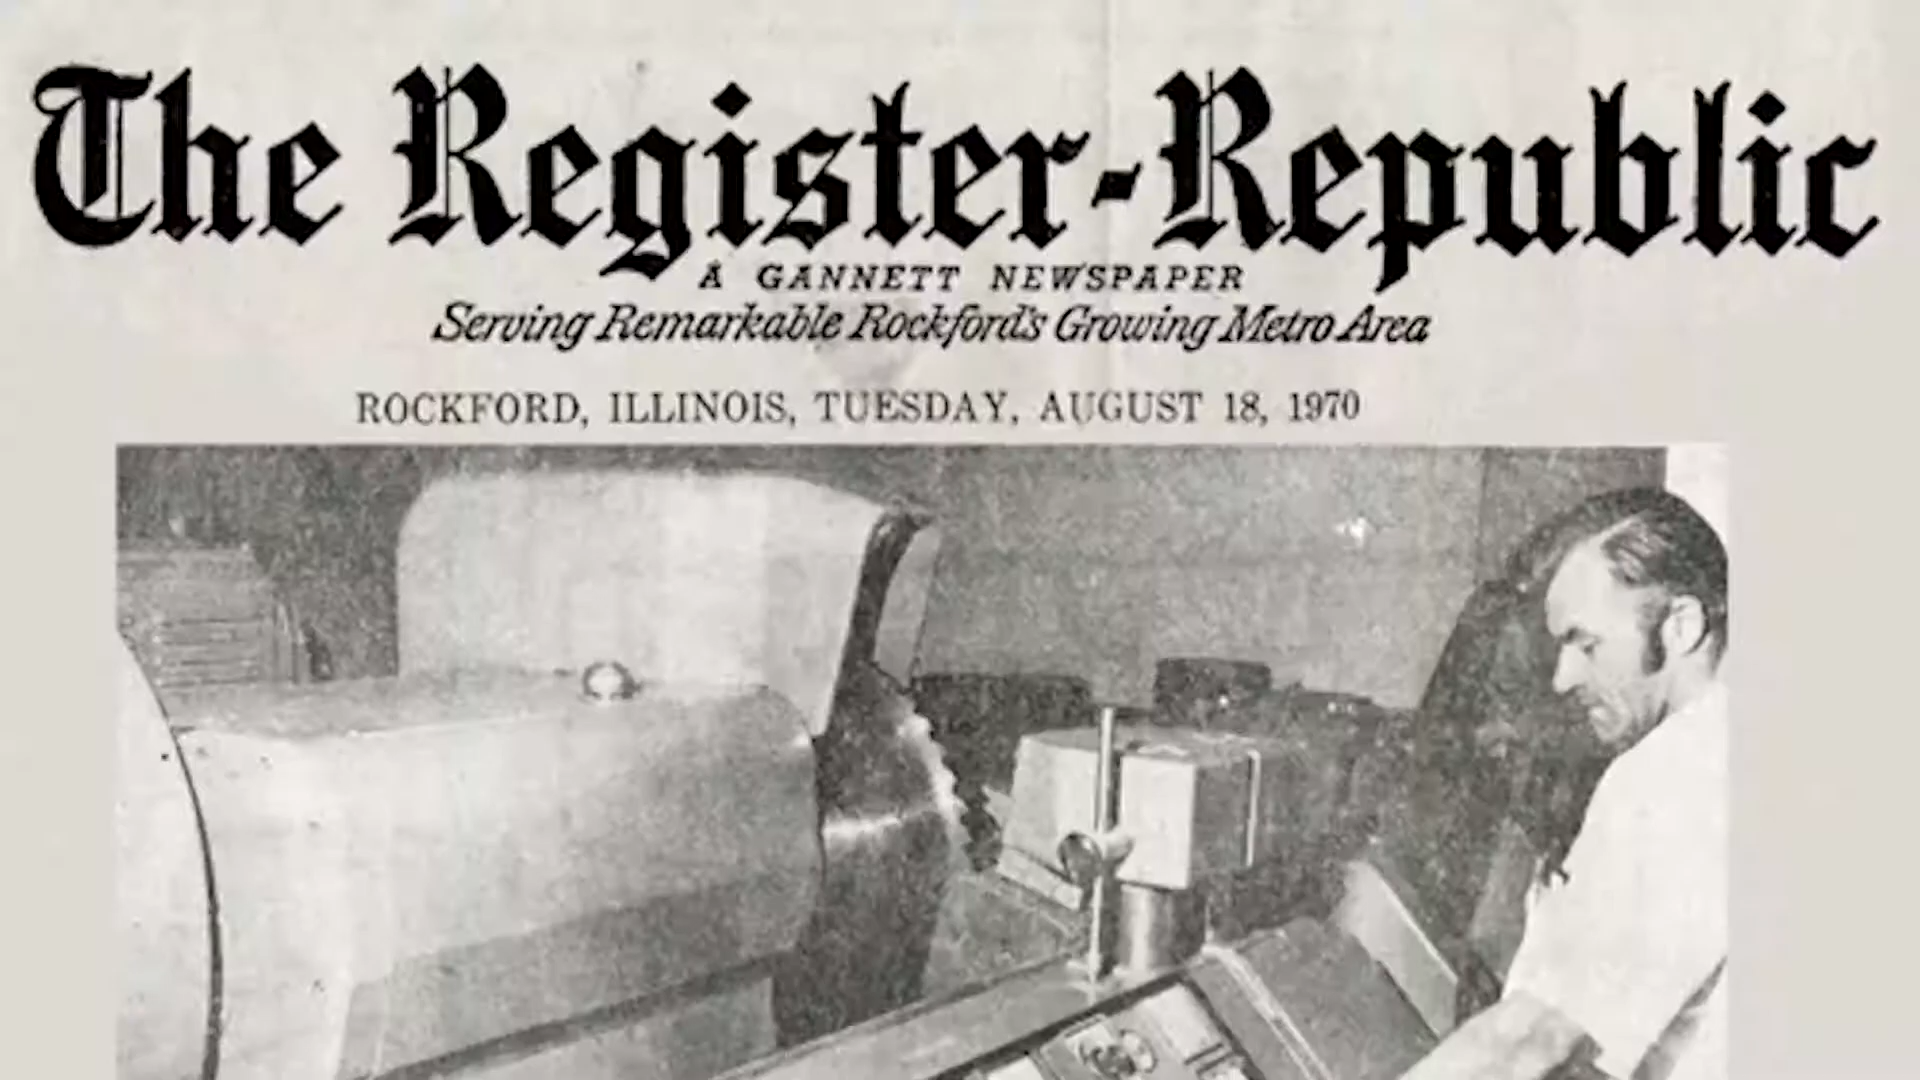 The Register-Republic
A GANNETT NEWSPAPER
Serving Remarkable Rockford's Growing Metro Area
ROCKFORD, ILLINOIS, TUESDAY, AUGUST 18, 1970